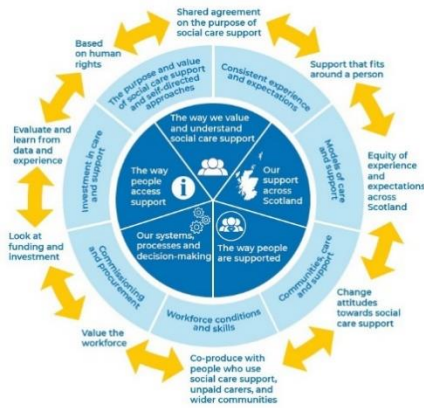 Shared agreement
on the purpose of
social care support
Support that fits
around a person
Equity of
experience
and
expectations
across
Scotland
Change
attitudes
towards social
care support
Co-produce with
people who use
social care support,
unpaid carers, and
wider communities
Value the
workforce
Look at
funding and
investment
Evaluate and
learn from
data and
experience
Based on
human
rights
The purpose and value
of social care support
and self-directed
approaches
Consistent experience
and expectations
Models of care
and support
Communities, care
and support
Workforce conditions
and skills
Commissioning
and procurement
Investment in care
and support
The way we value
and understand
social care support
Our
support
across
Scotland
The way people
are supported
Our systems,
processes and
decision-making
The way
people
access
support
i